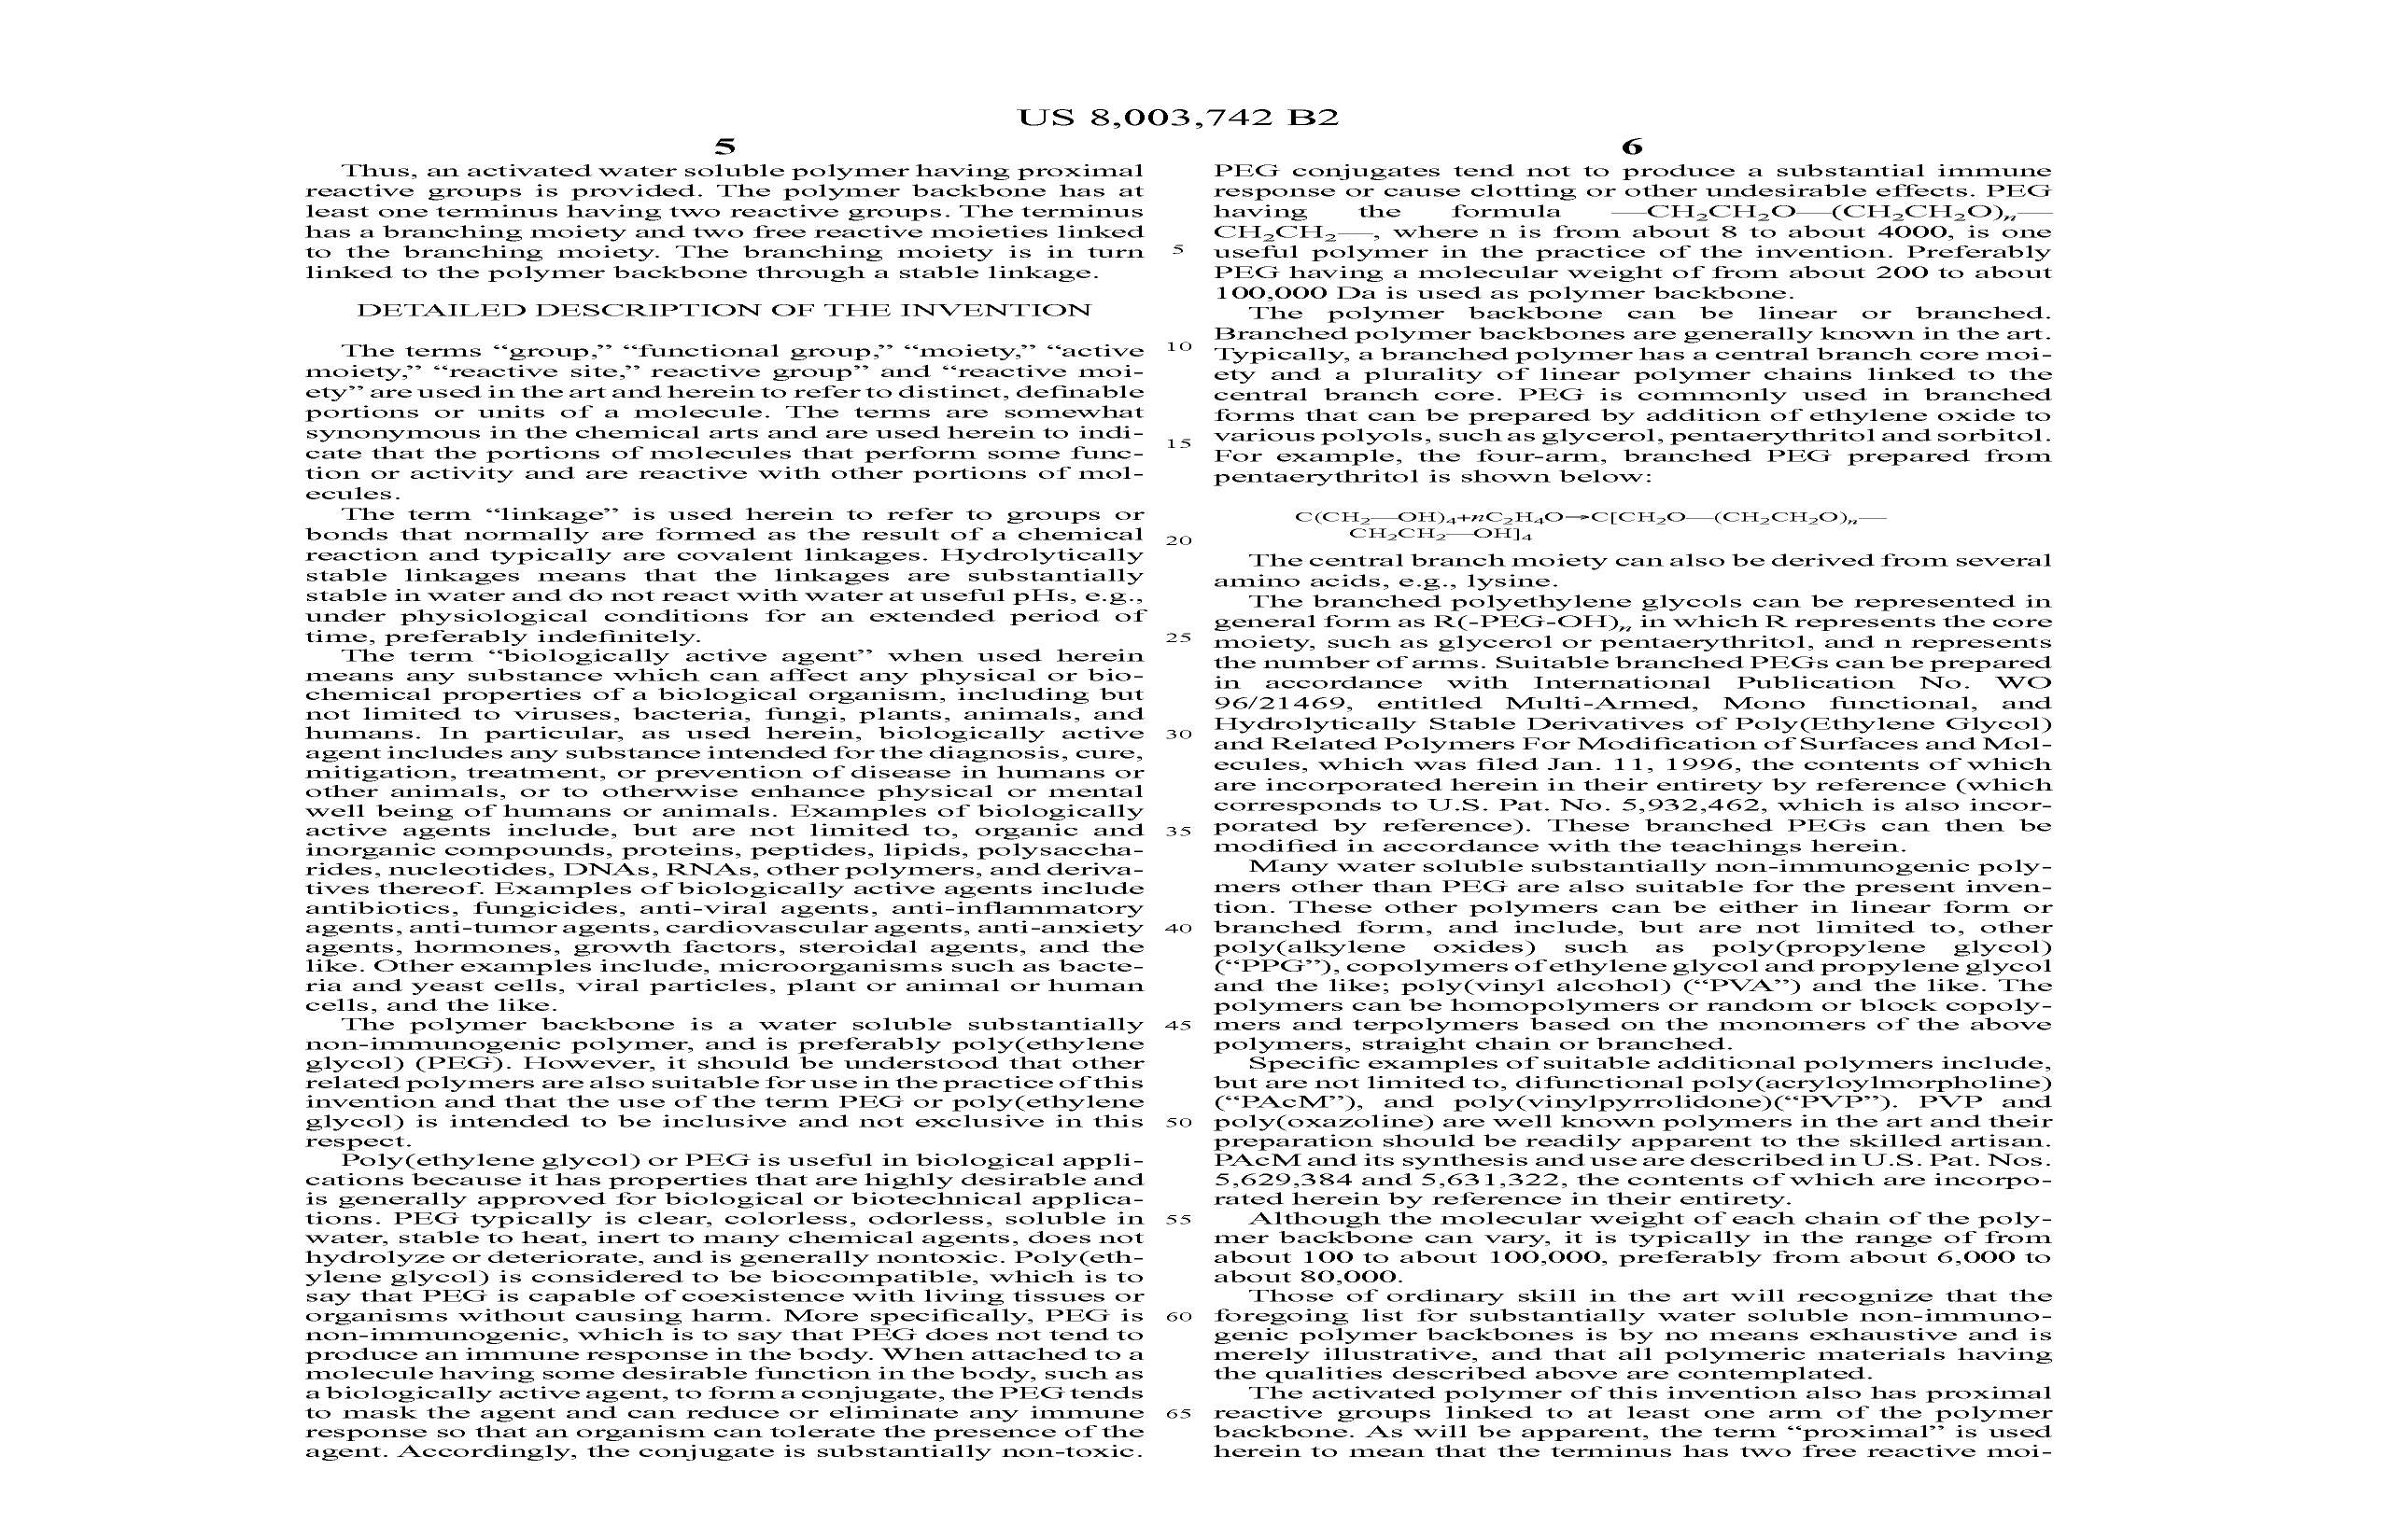 US 8,003,742 B2
5
Thus, an activated water soluble polymer having proximal
reactive groups is provided. The polymer backbone has at
least one terminus having two reactive groups. The terminus
has a branching moiety and two free reactive moieties linked
to the branching moiety. The branching moiety is in turn
linked to the polymer backbone through a stable linkage.
DETAILED DESCRIPTION OF THE INVENTION
The terms “group,” “functional group,” “moiety,” “active
moiety,” “reactive site,” reactive group” and “reactive moi-
ety” are used in the art and herein to refer to distinct, definable
portions or units of a molecule. The terms are somewhat
synonymous in the chemical arts and are used herein to indi-
cate that the portions of molecules that perform some func-
tion or activity and are reactive with other portions of mol-
ecules.
The term “linkage” is used herein to refer to groups or
bonds that normally are formed as the result of a chemical
reaction and typically are covalent linkages. Hydrolytically
stable linkages means that the linkages are substantially
stable in water and do not react with water at useful pHs, e.g.,
under physiological conditions for an extended period of
time, preferably indefinitely.
The term “biologically active agent” when used herein
means any substance which can affect any physical or bio-
chemical properties of a biological organism, including but
not limited to viruses, bacteria, fungi, plants, animals, and
humans. In particular, as used herein, biologically active
agent includes any substance intended for the diagnosis, cure,
mitigation, treatment, or prevention of disease in humans or
other animals, or to otherwise enhance physical or mental
well being of humans or animals. Examples of biologically
active agents include, but are not limited to, organic and
inorganic compounds, proteins, peptides, lipids, polysaccha-
rides, nucleotides, DNAs, RNAs, other polymers, and deriva-
tives thereof. Examples of biologically active agents include
antibiotics, fungicides, anti-viral agents, anti-inflammatory
agents, anti-tumor agents, cardiovascular agents, anti-anxiety
agents, hormones, growth factors, steroidal agents, and the
like. Other examples include, microorganisms such as bacte-
ria and yeast cells, viral particles, plant or animal or human
cells, and the like.
The polymer backbone is a water soluble substantially
non-immunogenic polymer, and is preferably poly(ethylene
glycol) (PEG). However, it should be understood that other
related polymers are also suitable for use in the practice of this
invention and that the use of the term PEG or poly(ethylene
glycol) is intended to be inclusive and not exclusive in this
respect.
Poly(ethylene glycol) or PEG is useful in biological appli-
cations because it has properties that are highly desirable and
is generally approved for biological or biotechnical applica-
tions. PEG typically is clear, colorless, odorless, soluble in
water, stable to heat, inert to many chemical agents, does not
hydrolyze or deteriorate, and is generally nontoxic. Poly(eth-
ylene glycol) is considered to be biocompatible, which is to
say that PEG is capable of coexistence with living tissues or
organisms without causing harm. More specifically, PEG is
non-immunogenic, which is to say that PEG does not tend to
produce an immune response in the body. When attached to a
molecule having some desirable function in the body, such as
a biologically active agent, to form a conjugate, the PEG tends
to mask the agent and can reduce or eliminate any immune
response so that an organism can tolerate the presence of the
agent. Accordingly, the conjugate is substantially non-toxic.
5
10
15
20
25
30
35
40
45
50
55
60
65
6
PEG conjugates tend not to produce a substantial immune
response or cause clotting or other undesirable effects. PEG
having the formula —CH₂CH₂O—(CH₂CH₂O)ₙ—
CH₂CH₂—, where n is from about 8 to about 4000, is one
useful polymer in the practice of the invention. Preferably
PEG having a molecular weight of from about 200 to about
100,000 Da is used as polymer backbone.
The polymer backbone can be linear or branched.
Branched polymer backbones are generally known in the art.
Typically, a branched polymer has a central branch core moi-
ety and a plurality of linear polymer chains linked to the
central branch core. PEG is commonly used in branched
forms that can be prepared by addition of ethylene oxide to
various polyols, such as glycerol, pentaerythritol and sorbitol.
For example, the four-arm, branched PEG prepared from
pentaerythritol is shown below:
C(CH₂—OH)₄+nC₂H₄O→C[CH₂O—(CH₂CH₂O)ₙ—
CH₂CH₂—OH]₄
The central branch moiety can also be derived from several
amino acids, e.g., lysine.
The branched polyethylene glycols can be represented in
general form as R(-PEG-OH)ₙ in which R represents the core
moiety, such as glycerol or pentaerythritol, and n represents
the number of arms. Suitable branched PEGs can be prepared
in accordance with International Publication No. WO
96/21469, entitled Multi-Armed, Mono functional, and
Hydrolytically Stable Derivatives of Poly(Ethylene Glycol)
and Related Polymers For Modification of Surfaces and Mol-
ecules, which was filed Jan. 11, 1996, the contents of which
are incorporated herein in their entirety by reference (which
corresponds to U.S. Pat. No. 5,932,462, which is also incor-
porated by reference). These branched PEGs can then be
modified in accordance with the teachings herein.
Many water soluble substantially non-immunogenic poly-
mers other than PEG are also suitable for the present inven-
tion. These other polymers can be either in linear form or
branched form, and include, but are not limited to, other
poly(alkylene oxides) such as poly(propylene glycol)
(“PPG”), copolymers of ethylene glycol and propylene glycol
and the like; poly(vinyl alcohol) (“PVA”) and the like. The
polymers can be homopolymers or random or block copoly-
mers and terpolymers based on the monomers of the above
polymers, straight chain or branched.
Specific examples of suitable additional polymers include,
but are not limited to, difunctional poly(acryloylmorpholine)
(“PAcM”), and poly(vinylpyrrolidone)(“PVP”). PVP and
poly(oxazoline) are well known polymers in the art and their
preparation should be readily apparent to the skilled artisan.
PAcM and its synthesis and use are described in U.S. Pat. Nos.
5,629,384 and 5,631,322, the contents of which are incorpo-
rated herein by reference in their entirety.
Although the molecular weight of each chain of the poly-
mer backbone can vary, it is typically in the range of from
about 100 to about 100,000, preferably from about 6,000 to
about 80,000.
Those of ordinary skill in the art will recognize that the
foregoing list for substantially water soluble non-immuno-
genic polymer backbones is by no means exhaustive and is
merely illustrative, and that all polymeric materials having
the qualities described above are contemplated.
The activated polymer of this invention also has proximal
reactive groups linked to at least one arm of the polymer
backbone. As will be apparent, the term “proximal” is used
herein to mean that the terminus has two free reactive moi-